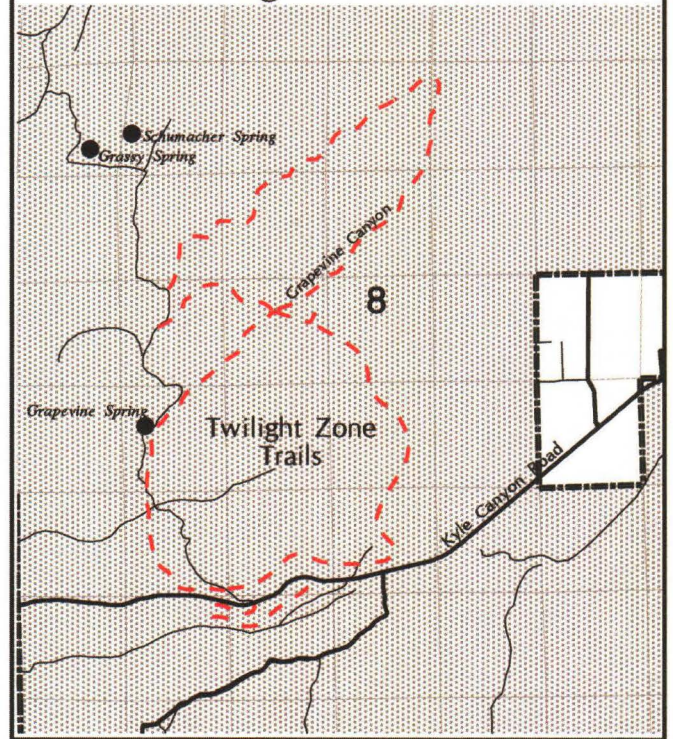 Schumacher Spring
Grassy Spring
Grapevine Canyon
8
Grapevine Spring
Twilight Zone
Trails
Kyle Canyon Road